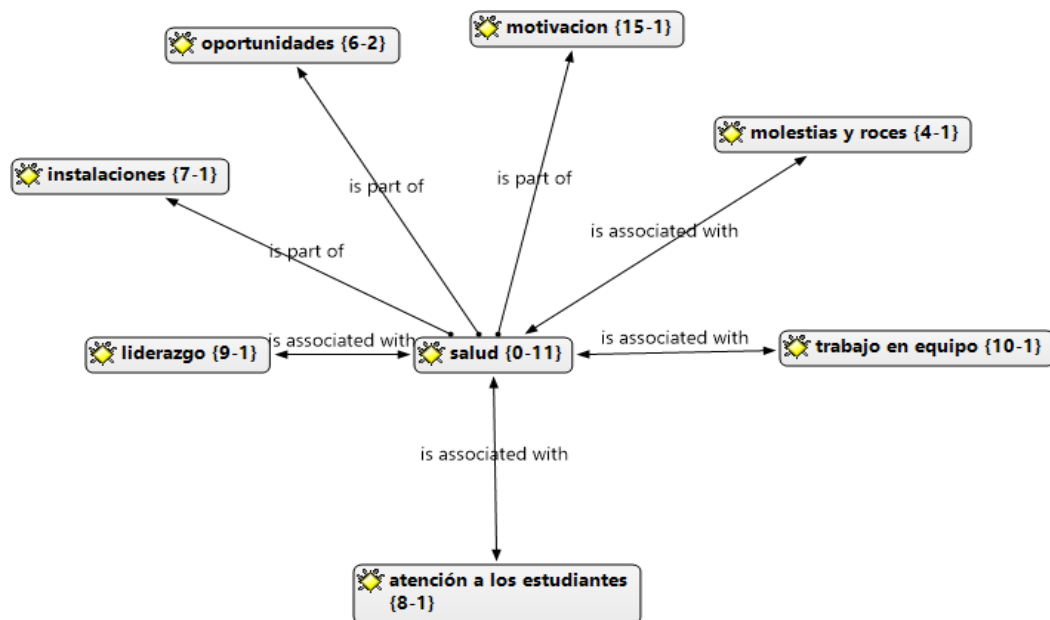 motivacion {15-1}
oportunidades {6-2}
molestias y roces {4-1}
instalaciones {7-1}
is part of
is part of
is associated with
is part of
liderazgo {9-1}
is associated with
salud {0-11}
is associated with
trabajo en equipo {10-1}
is associated with
atención a los estudiantes
{8-1}